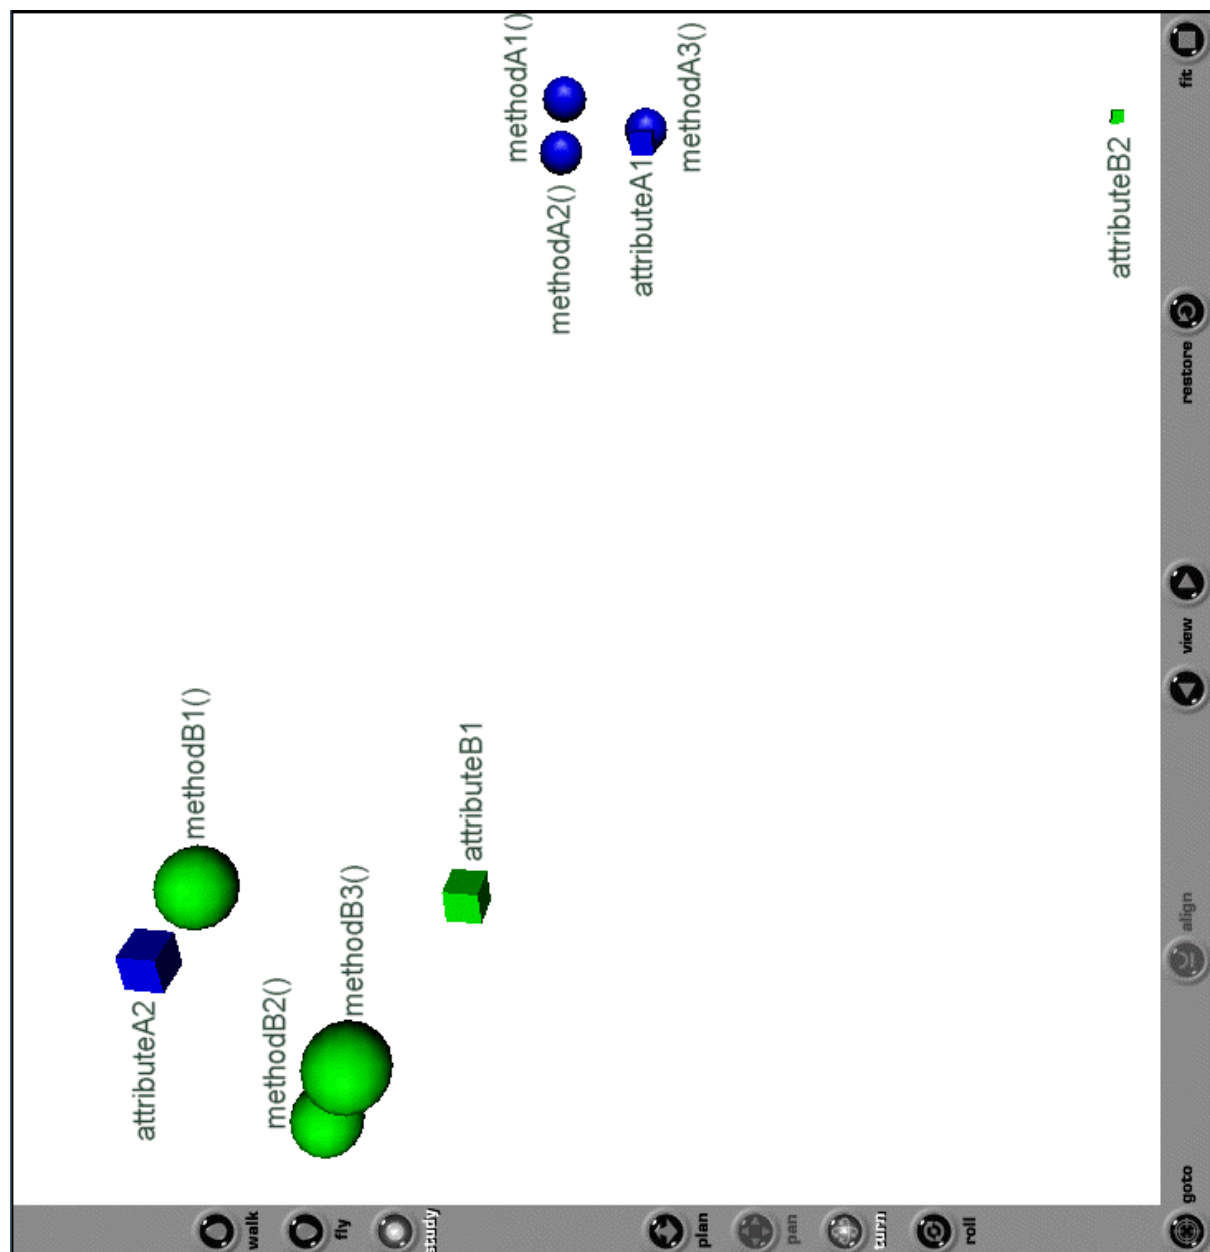 attributeA2
methodB1()
walk
methodB2()
fly
methodB3()
study
attributeB1
methodA1()
methodA2()
attributeA1
methodA3()
plan
pan
turn
roll
attributeB2
goto
align
view
restore
fit